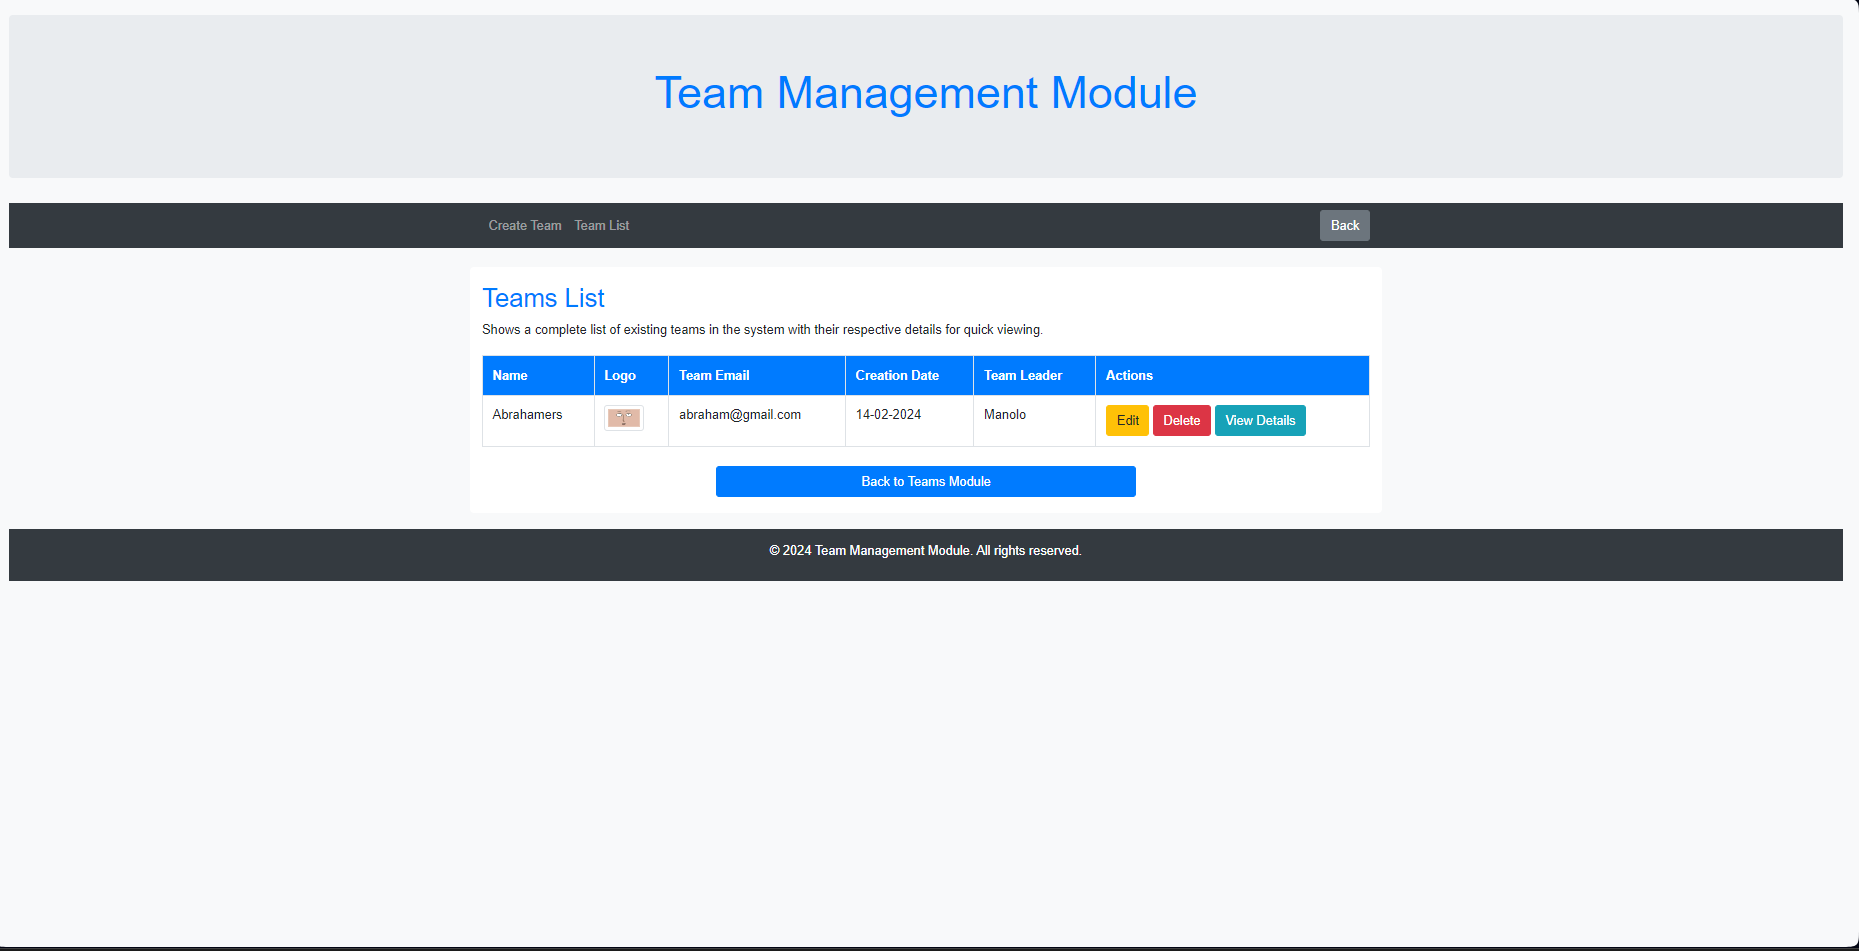 Team Management Module
Create Team Team List Back
Teams List
Shows a complete list of existing teams in the system with their respective details for quick viewing.
Name Logo Team Email Creation Date Team Leader Actions
Abrahamers abraham@gmail.com 14-02-2024 Manolo Edit Delete View Details
Back to Teams Module
© 2024 Team Management Module. All rights reserved.